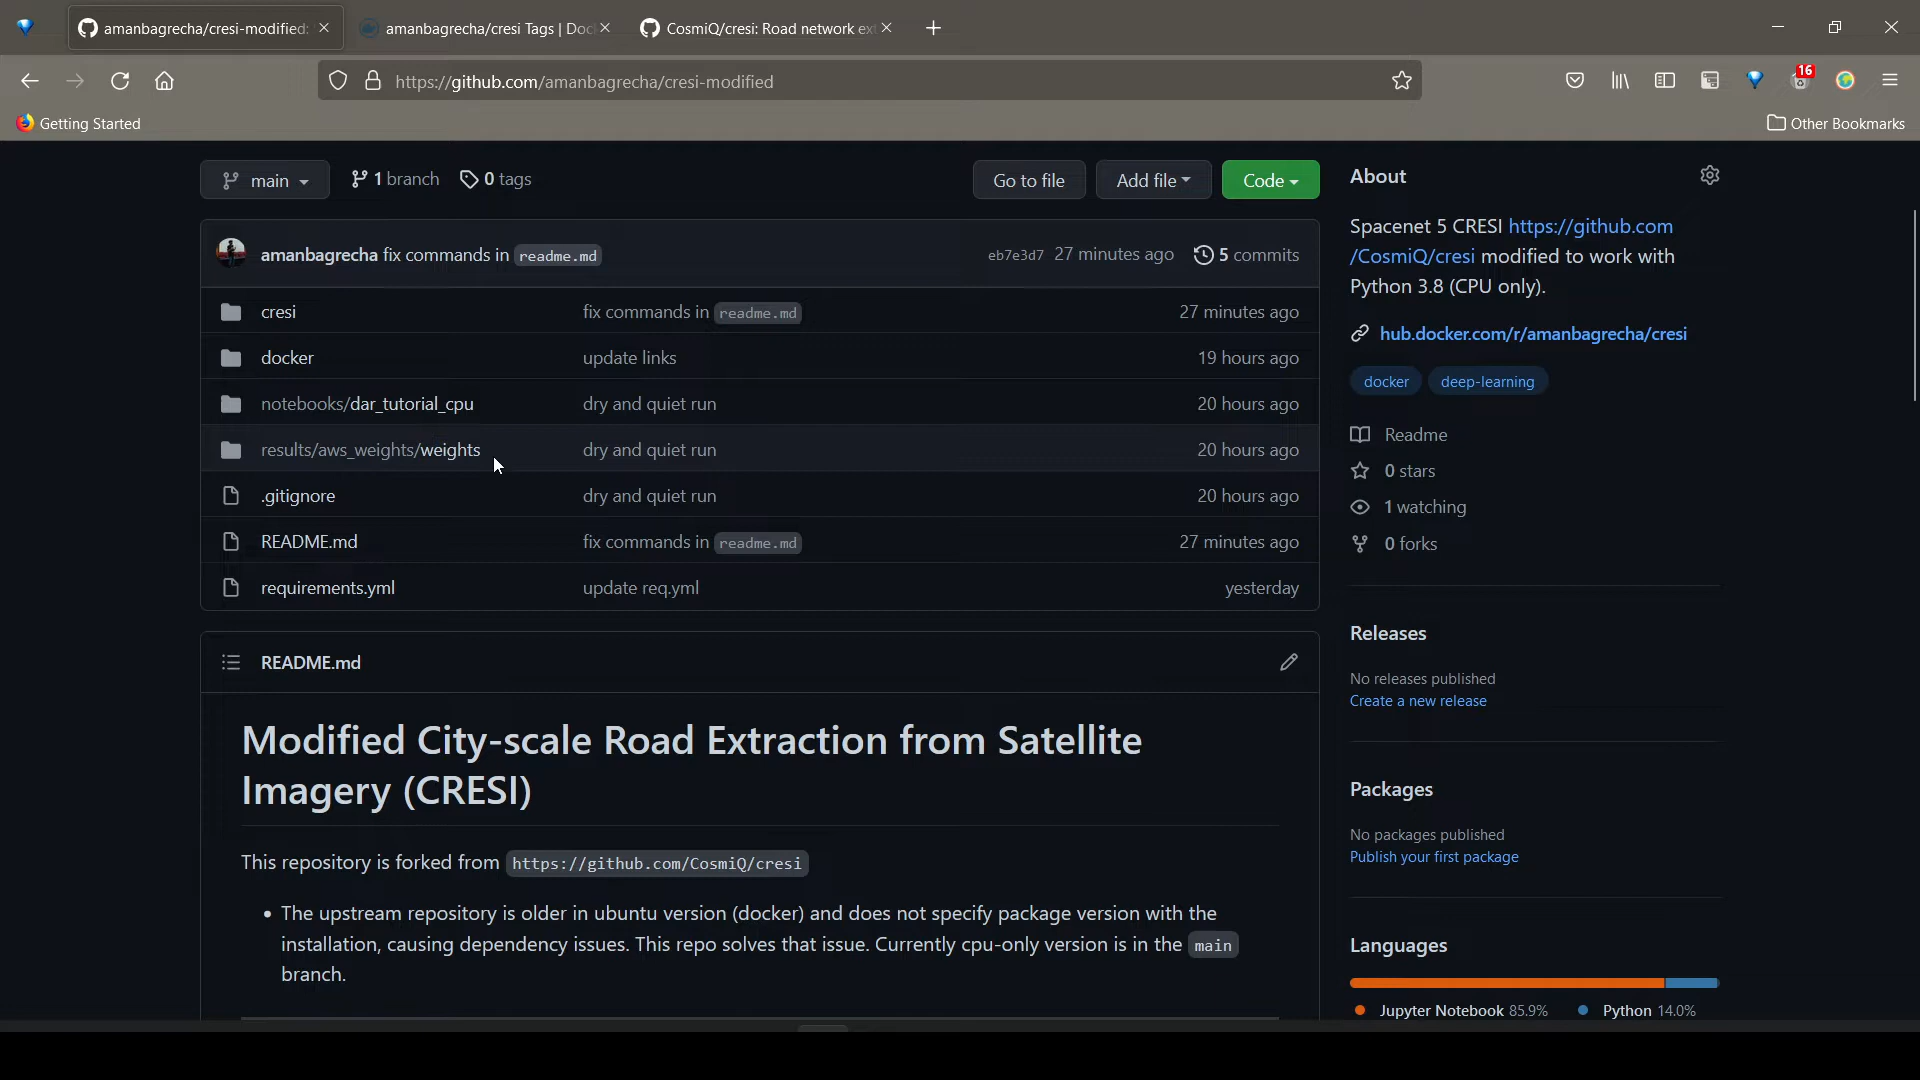 amanbagrecha/cresi-modified:
amanbagrecha/cresi Tags | Doc
CosmiQ/cresi: Road network ex
https://github.com/amanbagrecha/cresi-modified
16
Getting Started
Other Bookmarks
main
1 branch
0 tags
Go to file
Add file
Code
amanbagrecha fix commands in readme.md
eb7e3d7 27 minutes ago
5 commits
cresi
fix commands in readme.md
27 minutes ago
docker
update links
19 hours ago
notebooks/dar_tutorial_cpu
dry and quiet run
20 hours ago
results/aws_weights/weights
dry and quiet run
20 hours ago
.gitignore
dry and quiet run
20 hours ago
README.md
fix commands in readme.md
27 minutes ago
requirements.yml
update req.yml
yesterday
README.md
Modified City-scale Road Extraction from Satellite
Imagery (CRESI)
This repository is forked from https://github.com/CosmiQ/cresi
• The upstream repository is older in ubuntu version (docker) and does not specify package version with the
installation, causing dependency issues. This repo solves that issue. Currently cpu-only version is in the main
branch.
About
Spacenet 5 CRESI https://github.com
/CosmiQ/cresi modified to work with
Python 3.8 (CPU only).
hub.docker.com/r/amanbagrecha/cresi
docker
deep-learning
Readme
0 stars
1 watching
0 forks
Releases
No releases published
Create a new release
Packages
No packages published
Publish your first package
Languages
Jupyter Notebook 85.9%
Python 14.0%